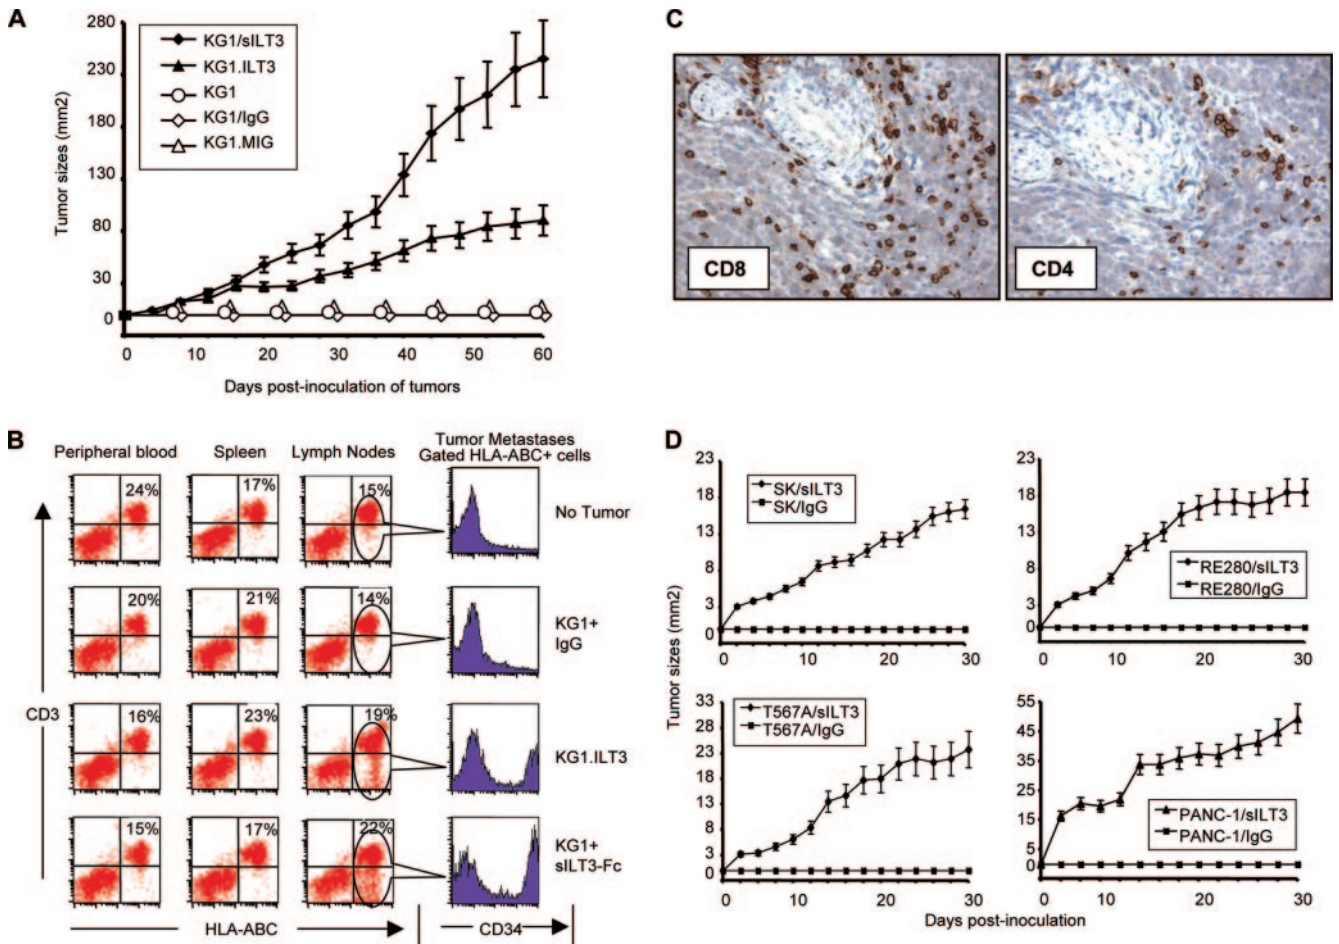 A
280
230
180
130
80
30
0
Tumor sizes (mm2)
KG1/sILT3
KG1.ILT3
KG1
KG1/IgG
KG1.MIG
0 10 20 30 40 50 60
Days post-inoculation of tumors
C
CD8
CD4
B
Peripheral blood Spleen Lymph Nodes Tumor Metastases
Gated HLA-ABC+ cells
24% 17% 15% No Tumor
20% 21% 14% KG1+
IgG
16% 23% 19% KG1.ILT3
15% 17% 22% KG1+
sILT3-Fc
CD3
HLA-ABC
CD34
D
Tumor sizes (mm2)
23
18
13
8
3
0
SK/sILT3
SK/IgG
0 10 20 30
23
18
13
8
3
0
RE280/sILT3
RE280/IgG
0 10 20 30
33
28
23
18
13
8
3
0
T567A/sILT3
T567A/IgG
0 10 20 30
55
45
35
25
15
5
0
PANC-1/sILT3
PANC-1/IgG
0 10 20 30
Days post-inoculation